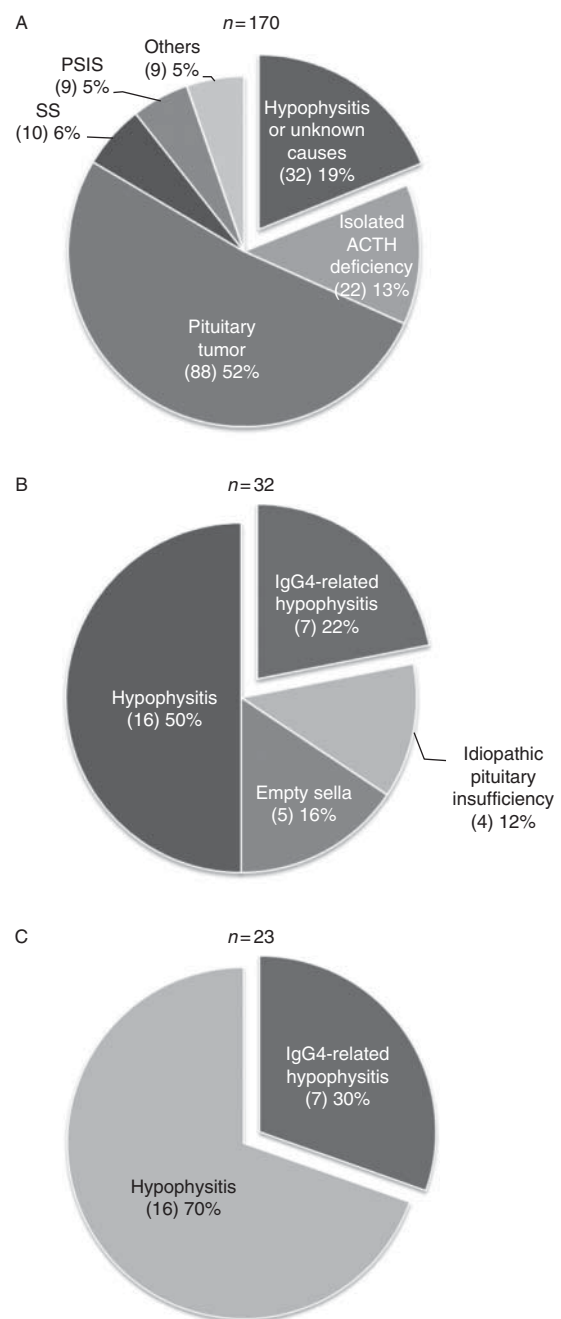 A
n=170
Others
(9) 5%
PSIS
(9) 5%
SS
(10) 6%
Hypophysitis
or unknown
causes
(32) 19%
Isolated
ACTH
deficiency
(22) 13%
Pituitary
tumor
(88) 52%
B
n=32
IgG4-related
hypophysitis
(7) 22%
Hypophysitis
(16) 50%
Idiopathic
pituitary
insufficiency
(4) 12%
Empty sella
(5) 16%
C
n=23
IgG4-related
hypophysitis
(7) 30%
Hypophysitis
(16) 70%